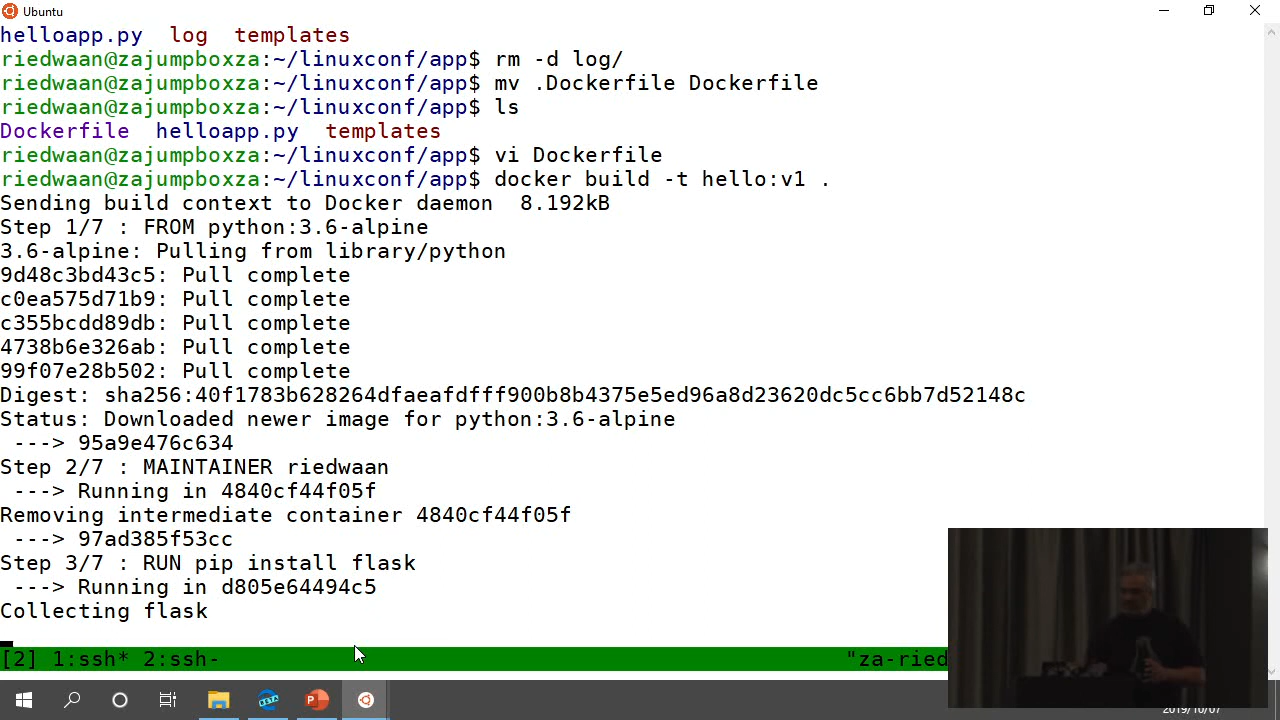 Ubuntu
helloapp.py  log  templates
riedwaan@zajumpboxza:~/linuxconf/app$ rm -d log/
riedwaan@zajumpboxza:~/linuxconf/app$ mv .Dockerfile Dockerfile
riedwaan@zajumpboxza:~/linuxconf/app$ ls
Dockerfile  helloapp.py  templates
riedwaan@zajumpboxza:~/linuxconf/app$ vi Dockerfile
riedwaan@zajumpboxza:~/linuxconf/app$ docker build -t hello:v1 .
Sending build context to Docker daemon  8.192kB
Step 1/7 : FROM python:3.6-alpine
3.6-alpine: Pulling from library/python
9d48c3bd43c5: Pull complete
c0ea575d71b9: Pull complete
c355bcdd89db: Pull complete
4738b6e326ab: Pull complete
99f07e28b502: Pull complete
Digest: sha256:40f1783b628264dfaeafdfff900b8b4375e5ed96a8d23620dc5cc6bb7d52148c
Status: Downloaded newer image for python:3.6-alpine
 ---> 95a9e476c634
Step 2/7 : MAINTAINER riedwaan
 ---> Running in 4840cf44f05f
Removing intermediate container 4840cf44f05f
 ---> 97ad385f53cc
Step 3/7 : RUN pip install flask
 ---> Running in d805e64494c5
Collecting flask
[2] 1:ssh* 2:ssh- "za-ried
BETA
2019/10/07